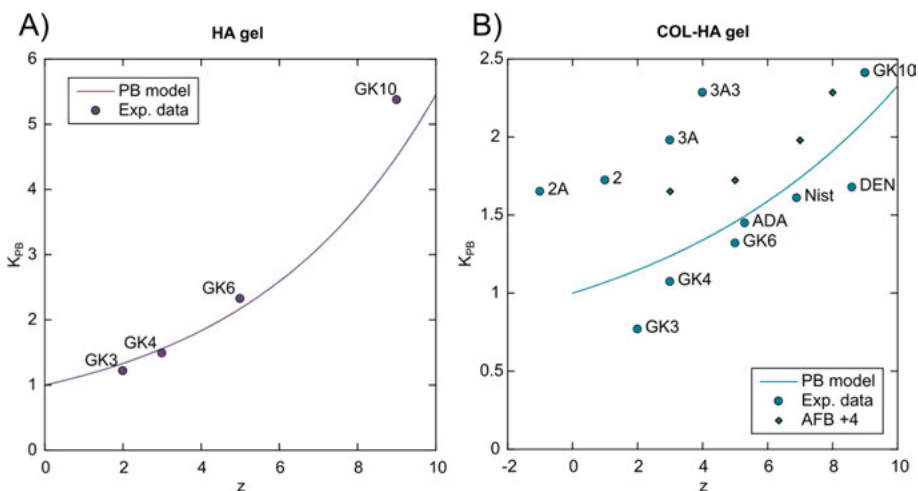 A)
HA gel
6
5
4
3
2
1
0
K_PB
PB model
Exp. data
GK10
GK6
GK4
GK3
0
2
4
6
8
10
z
B)
COL-HA gel
2.5
2
1.5
1
0.5
0
K_PB
GK10
3A3
3A
2
2A
DEN
Nist
ADA
GK6
GK4
GK3
PB model
Exp. data
AFB +4
-2
0
2
4
6
8
10
z